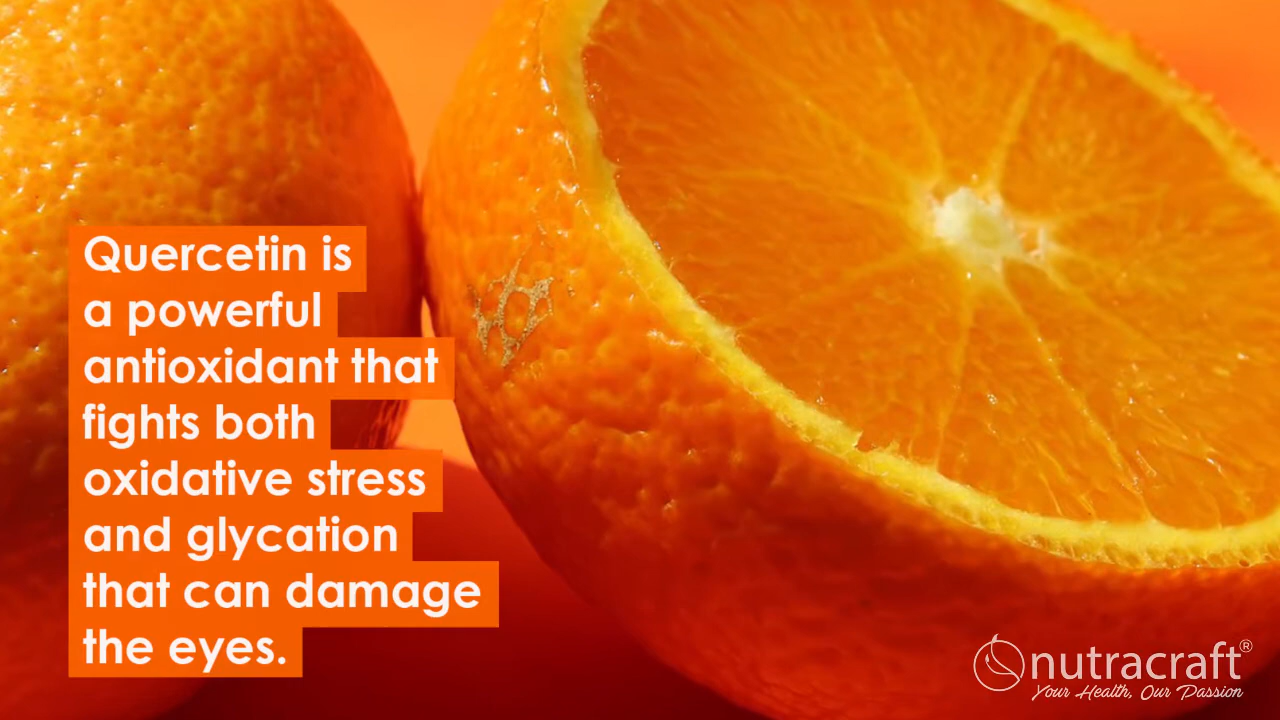 Quercetin is
a powerful
antioxidant that
fights both
oxidative stress
and glycation
that can damage
the eyes.
nutracraft®
Your Health, Our Passion